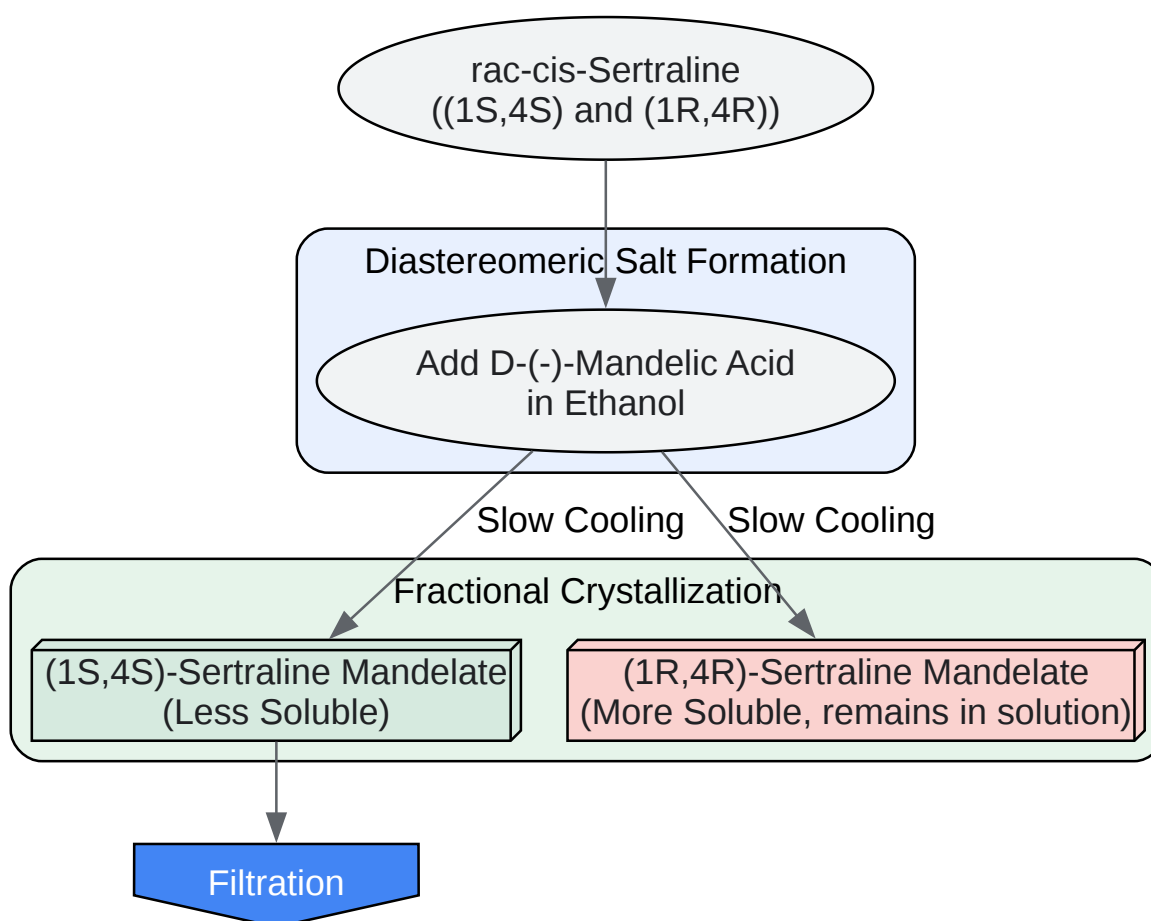 rac-cis-Sertraline
((1S,4S) and (1R,4R))
Diastereomeric Salt Formation
Add D-(-)-Mandelic Acid
in Ethanol
Slow Cooling
Slow Cooling
Fractional Crystallization
(1S,4S)-Sertraline Mandelate
(Less Soluble)
(1R,4R)-Sertraline Mandelate
(More Soluble, remains in solution)
Filtration